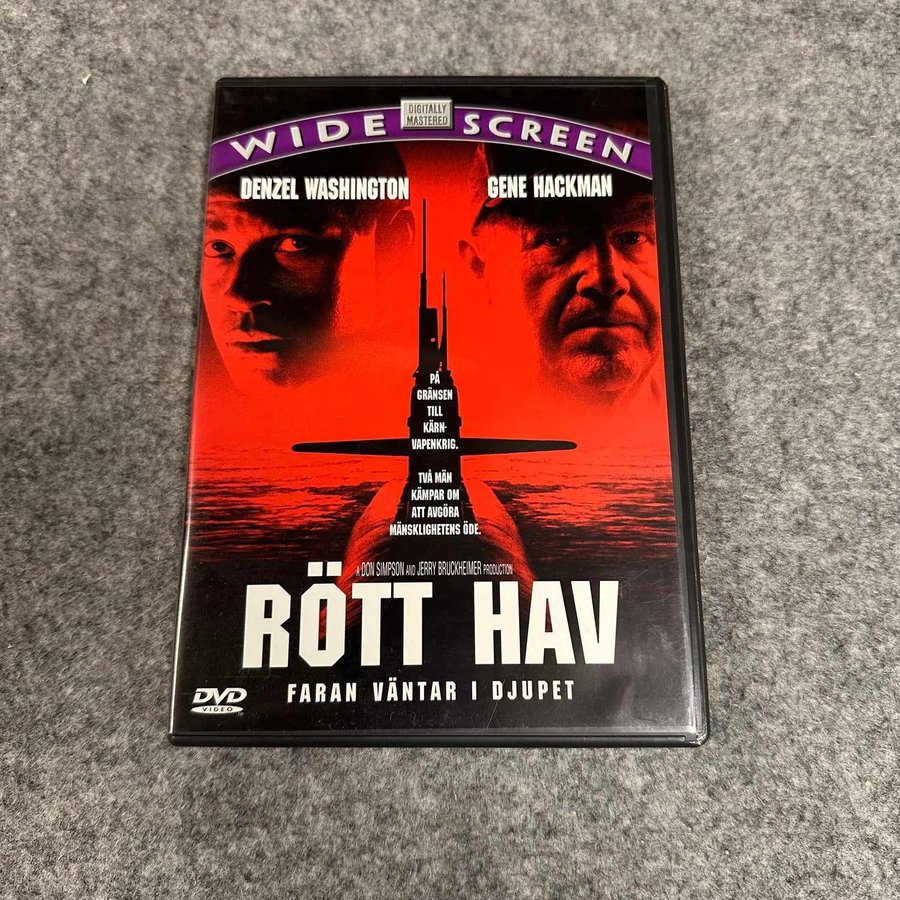 DIGITALLY
MASTERED
WIDE SCREEN
DENZEL WASHINGTON GENE HACKMAN
PÅ
GRÄNSEN
TILL
KÄRN-
VAPENKRIG.
TVÅ MÄN
KÄMPAR OM
ATT AVGÖRA
MÄNSKLIGHETENS ÖDE.
A DON SIMPSON AND JERRY BRUCKHEIMER PRODUCTION
RÖTT HAV
FARAN VÄNTAR I DJUPET
DVD
VIDEO